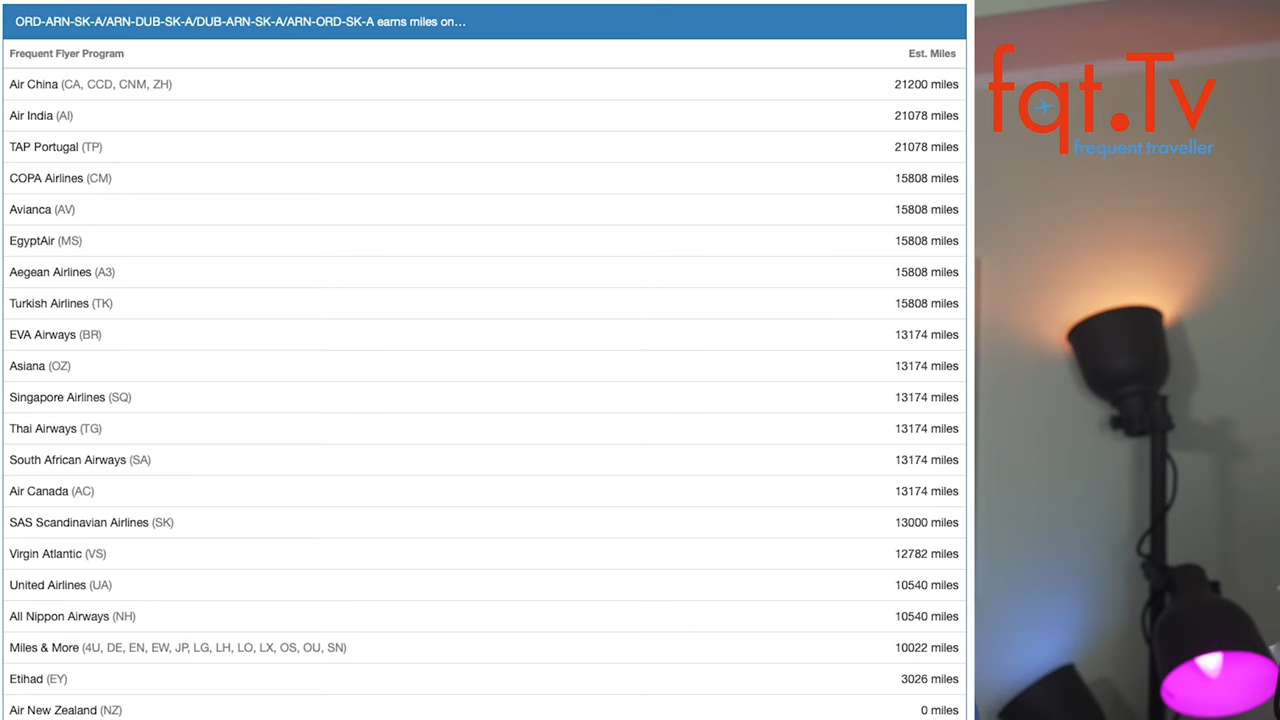 ORD-ARN-SK-A/ARN-DUB-SK-A/DUB-ARN-SK-A/ARN-ORD-SK-A earns miles on…
Frequent Flyer Program Est. Miles
Air China (CA, CCD, CNM, ZH) 21200 miles
Air India (AI) 21078 miles
TAP Portugal (TP) 21078 miles
COPA Airlines (CM) 15808 miles
Avianca (AV) 15808 miles
EgyptAir (MS) 15808 miles
Aegean Airlines (A3) 15808 miles
Turkish Airlines (TK) 15808 miles
EVA Airways (BR) 13174 miles
Asiana (OZ) 13174 miles
Singapore Airlines (SQ) 13174 miles
Thai Airways (TG) 13174 miles
South African Airways (SA) 13174 miles
Air Canada (AC) 13174 miles
SAS Scandinavian Airlines (SK) 13000 miles
Virgin Atlantic (VS) 12782 miles
United Airlines (UA) 10540 miles
All Nippon Airways (NH) 10540 miles
Miles & More (4U, DE, EN, EW, JP, LG, LH, LO, LX, OS, OU, SN) 10022 miles
Etihad (EY) 3026 miles
Air New Zealand (NZ) 0 miles
fqt.Tv
frequent traveller